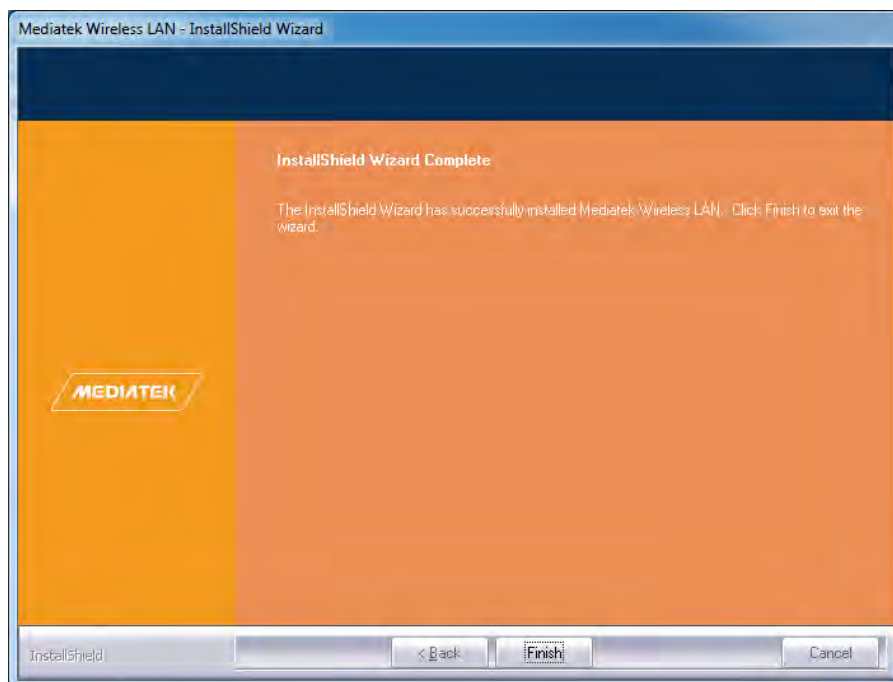 Mediatek Wireless LAN - InstallShield Wizard
InstallShield Wizard Complete
The InstallShield Wizard has successfully installed Mediatek Wireless LAN. Click Finish to exit the
wizard.
MEDIATEK
InstallShield
< Back
Finish
Cancel